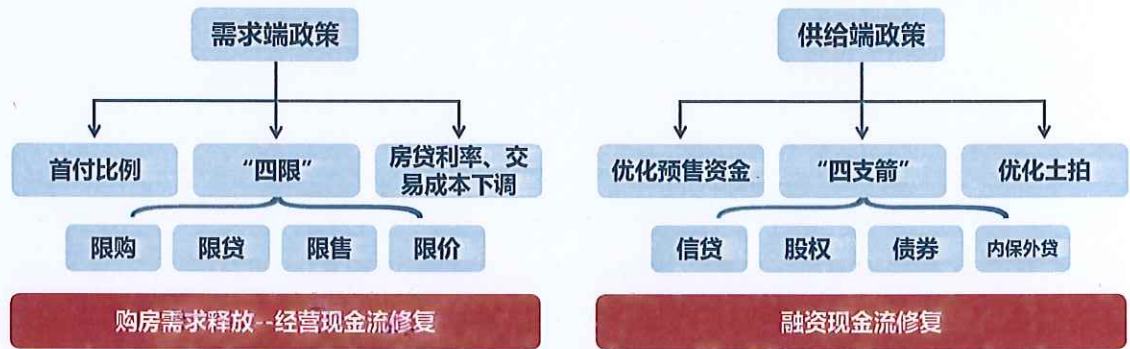 需求端政策
首付比例
“四限”
房贷利率、交
易成本下调
限购
限贷
限售
限价
购房需求释放--经营现金流修复
供给端政策
优化预售资金
“四支箭”
优化土拍
信贷
股权
债券
内保外贷
融资现金流修复